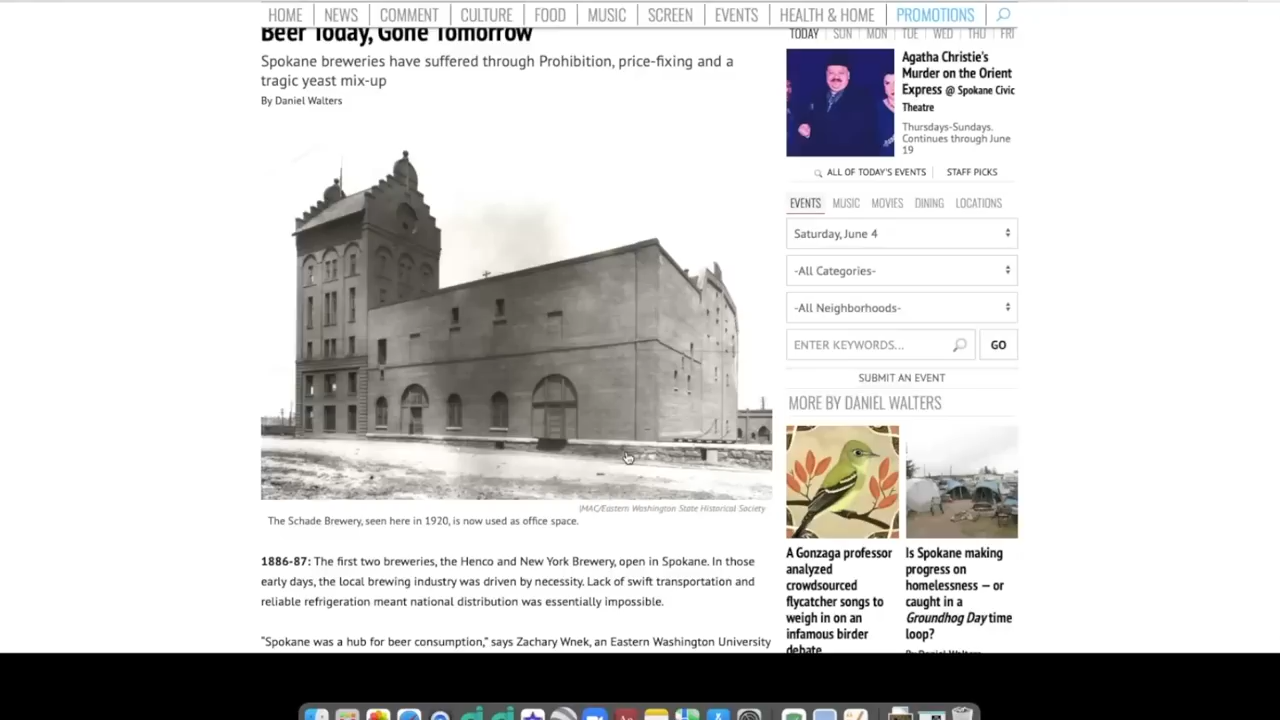 HOME NEWS COMMENT CULTURE FOOD MUSIC SCREEN EVENTS HEALTH & HOME PROMOTIONS
Beer Today, Gone Tomorrow
Spokane breweries have suffered through Prohibition, price-fixing and a
tragic yeast mix-up
By Daniel Walters
|MAC/Eastern Washington State Historical Society
The Schade Brewery, seen here in 1920, is now used as office space.
1886-87: The first two breweries, the Henco and New York Brewery, open in Spokane. In those
early days, the local brewing industry was driven by necessity. Lack of swift transportation and
reliable refrigeration meant national distribution was essentially impossible.
"Spokane was a hub for beer consumption," says Zachary Wnek, an Eastern Washington University
TODAY SUN MON TUE WED THU FRI
Agatha Christie's
Murder on the Orient
Express @ Spokane Civic
Theatre
Thursdays-Sundays.
Continues through June
19
ALL OF TODAY'S EVENTS STAFF PICKS
EVENTS MUSIC MOVIES DINING LOCATIONS
Saturday, June 4
-All Categories-
-All Neighborhoods-
ENTER KEYWORDS... GO
SUBMIT AN EVENT
MORE BY DANIEL WALTERS
A Gonzaga professor
analyzed
crowdsourced
flycatcher songs to
weigh in on an
infamous birder
debate
Is Spokane making
progress on
homelessness — or
caught in a
Groundhog Day time
loop?
By Daniel Walters